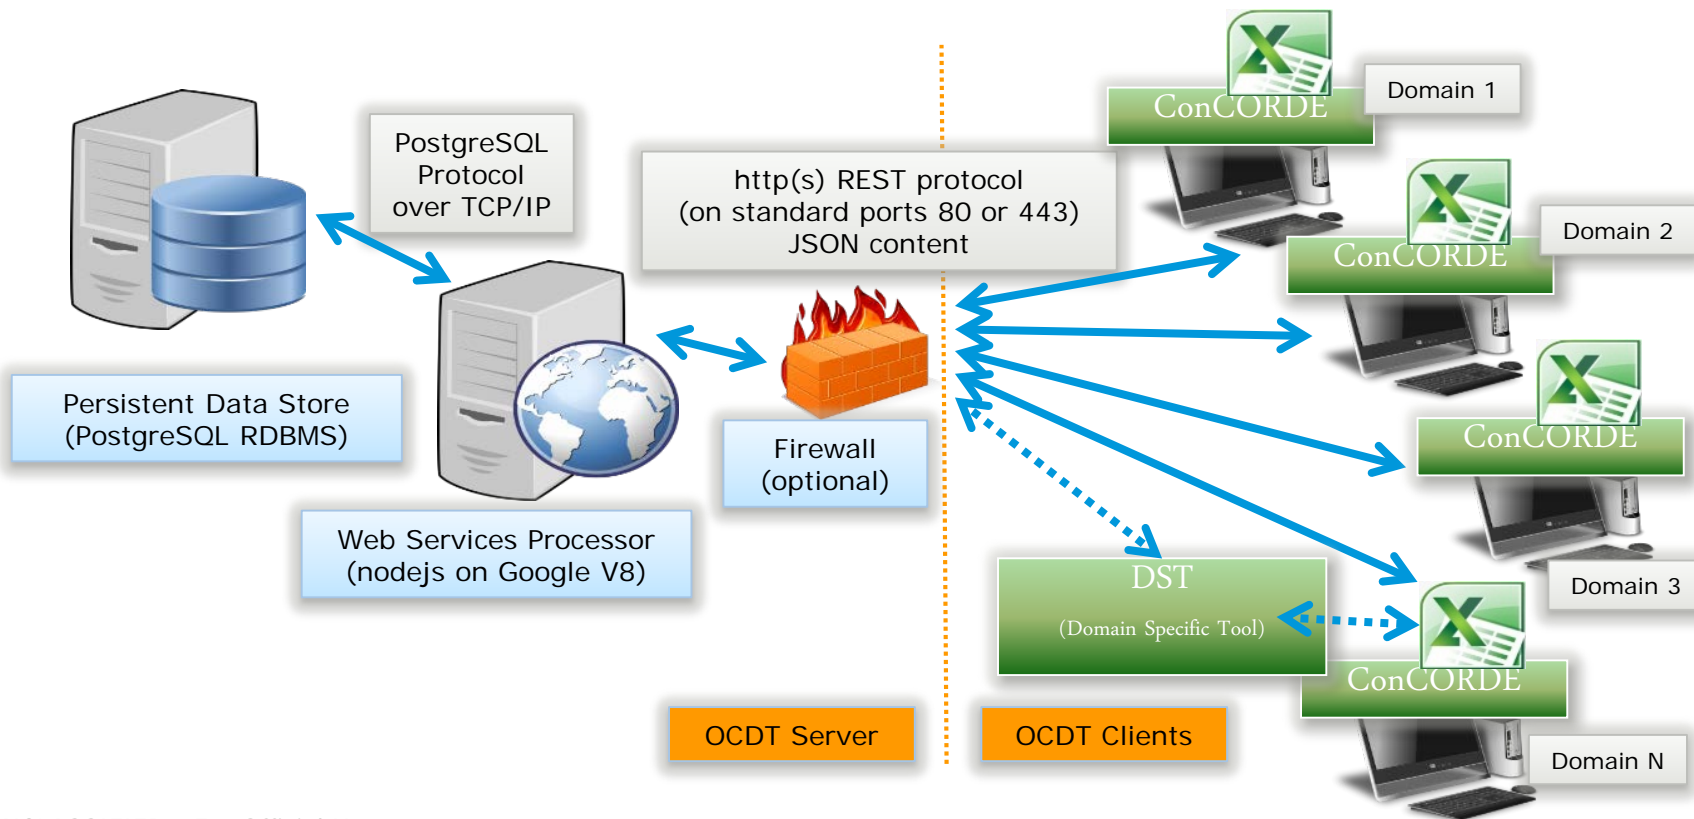 PostgreSQL
Protocol
over TCP/IP
http(s) REST protocol
(on standard ports 80 or 443)
JSON content
ConCORDE
Domain 1
ConCORDE
Domain 2
ConCORDE
Domain 3
Persistent Data Store
(PostgreSQL RDBMS)
Web Services Processor
(nodejs on Google V8)
Firewall
(optional)
DST
(Domain Specific Tool)
ConCORDE
Domain N
OCDT Server
OCDT Clients